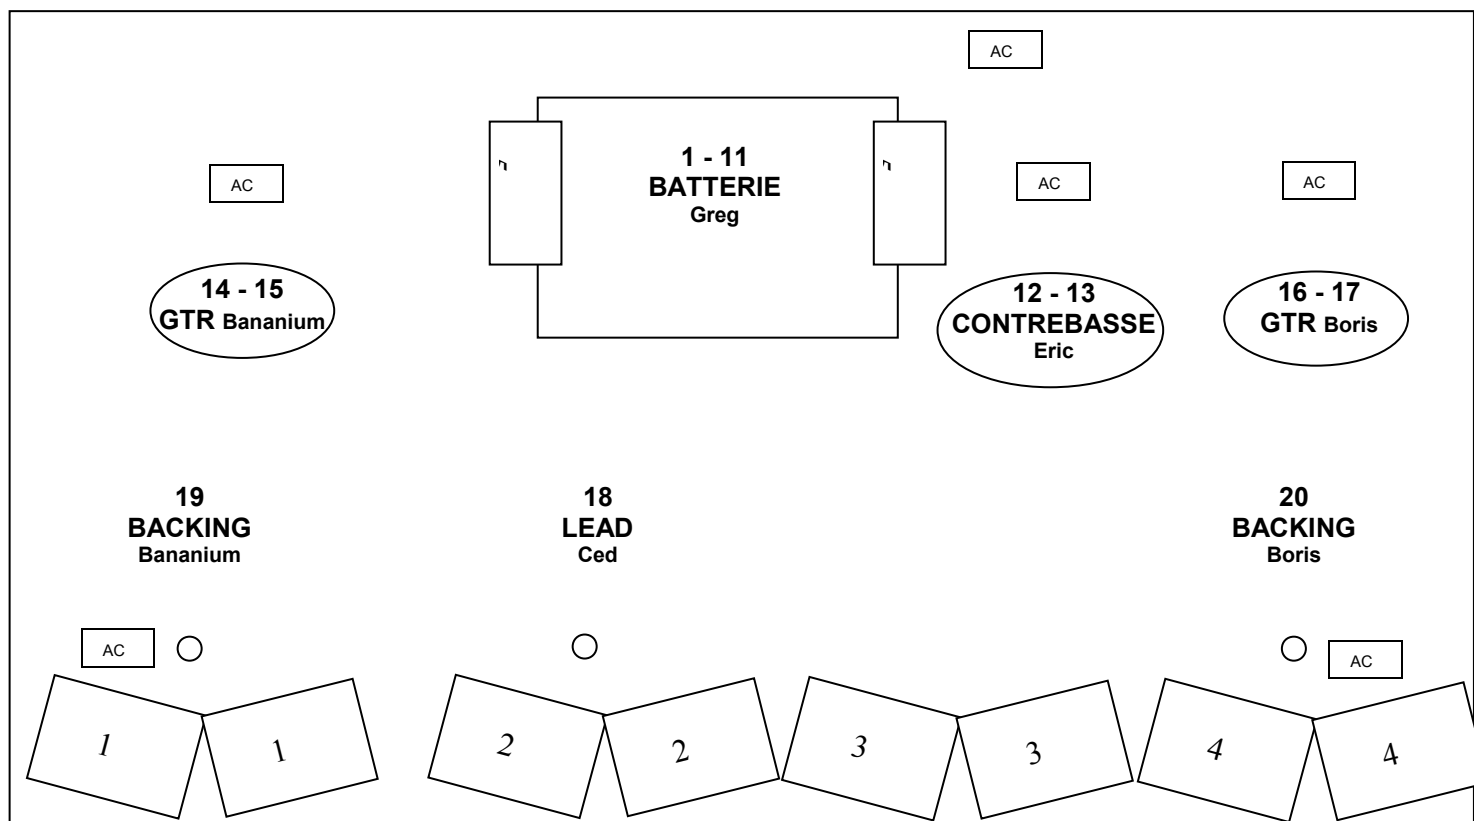 AC
1 - 11
BATTERIE
Greg
AC
AC
AC
14 - 15
GTR Bananium
12 - 13
CONTREBASSE
Eric
16 - 17
GTR Boris
19
BACKING
Bananium
18
LEAD
Ced
20
BACKING
Boris
AC
AC
1
1
2
2
3
3
4
4